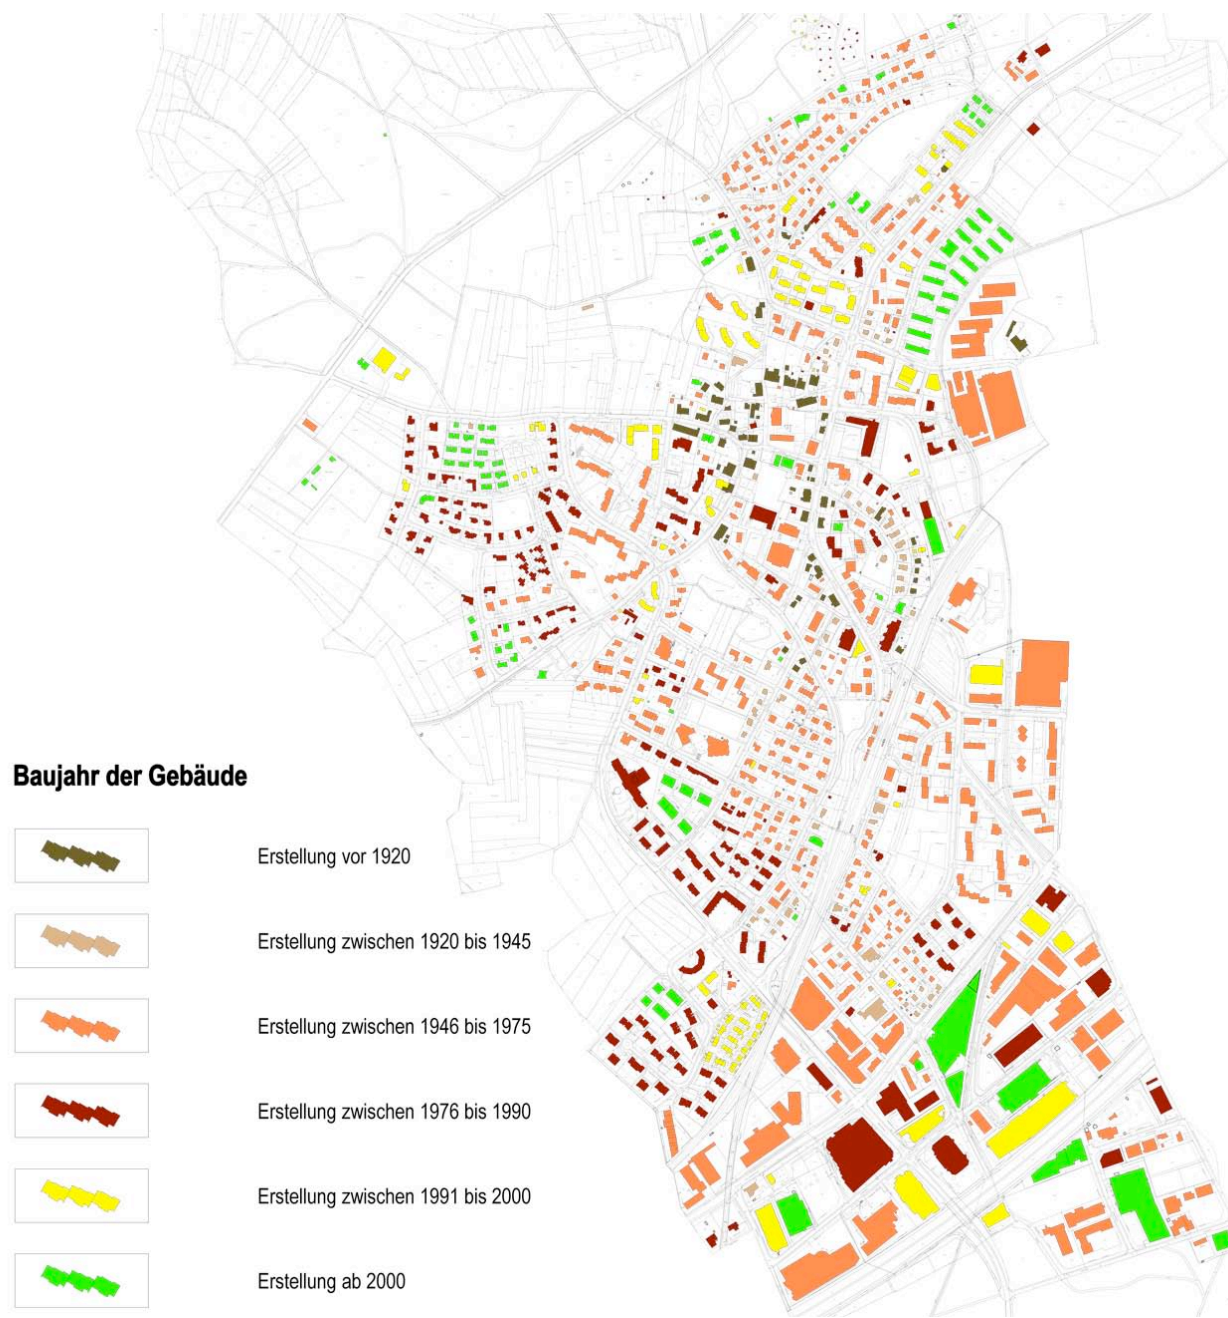 Baujahr der Gebäude
Erstellung vor 1920
Erstellung zwischen 1920 bis 1945
Erstellung zwischen 1946 bis 1975
Erstellung zwischen 1976 bis 1990
Erstellung zwischen 1991 bis 2000
Erstellung ab 2000